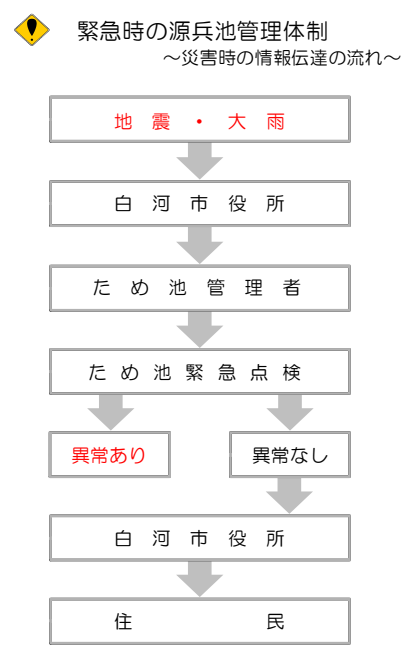 緊急時の源兵池管理体制
～災害時の情報伝達の流れ～
地震・大雨
白河市役所
ため池管理者
ため池緊急点検
異常あり
異常なし
白河市役所
住民